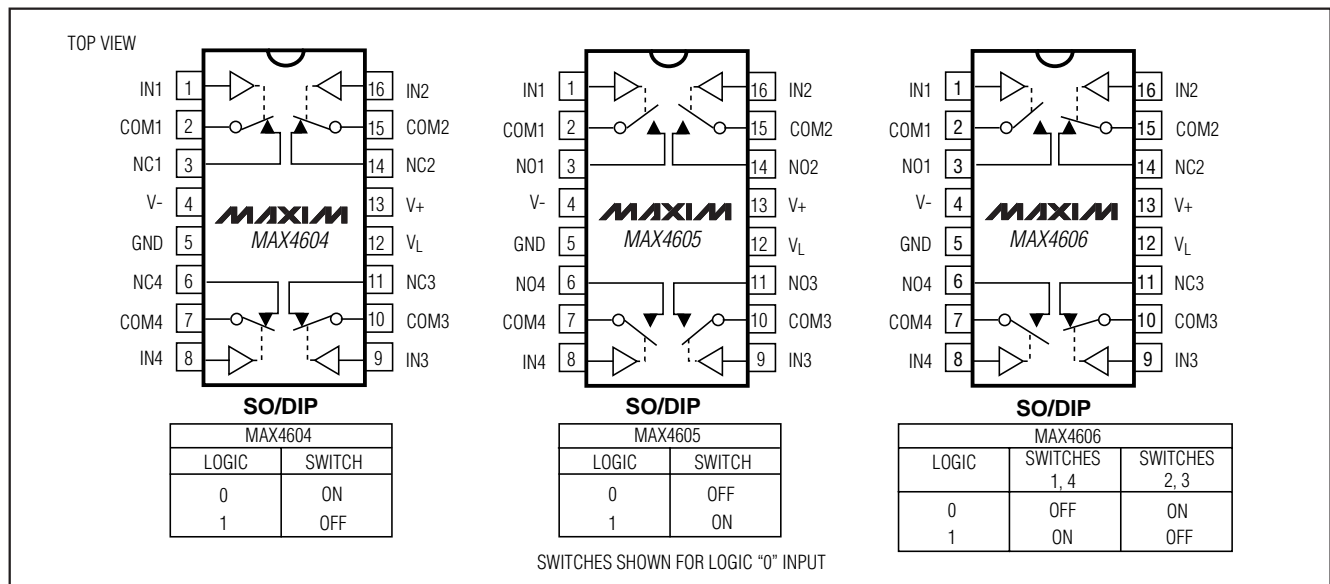 TOP VIEW
IN1 1 16 IN2
COM1 2 15 COM2
NC1 3 14 NC2
V- 4 13 V+
GND 5 12 VL
NC4 6 11 NC3
COM4 7 10 COM3
IN4 8 9 IN3
MAXIM
MAX4604
SO/DIP
MAX4604
LOGIC SWITCH
0 ON
1 OFF
IN1 1 16 IN2
COM1 2 15 COM2
NO1 3 14 NO2
V- 4 13 V+
GND 5 12 VL
NO4 6 11 NO3
COM4 7 10 COM3
IN4 8 9 IN3
MAXIM
MAX4605
SO/DIP
MAX4605
LOGIC SWITCH
0 OFF
1 ON
IN1 1 16 IN2
COM1 2 15 COM2
NO1 3 14 NC2
V- 4 13 V+
GND 5 12 VL
NO4 6 11 NC3
COM4 7 10 COM3
IN4 8 9 IN3
MAXIM
MAX4606
SO/DIP
MAX4606
LOGIC SWITCHES 1, 4 SWITCHES 2, 3
0 OFF ON
1 ON OFF
SWITCHES SHOWN FOR LOGIC “0” INPUT